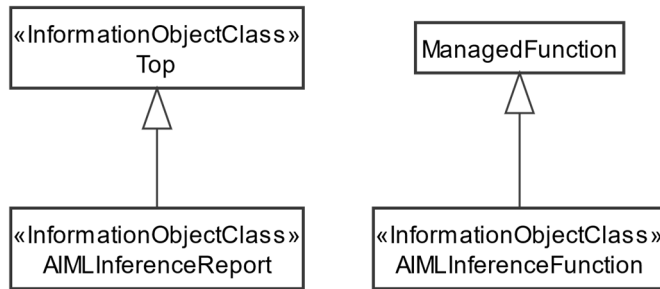 «InformationObjectClass»
Top
ManagedFunction
«InformationObjectClass»
AIMLInferenceReport
«InformationObjectClass»
AIMLInferenceFunction